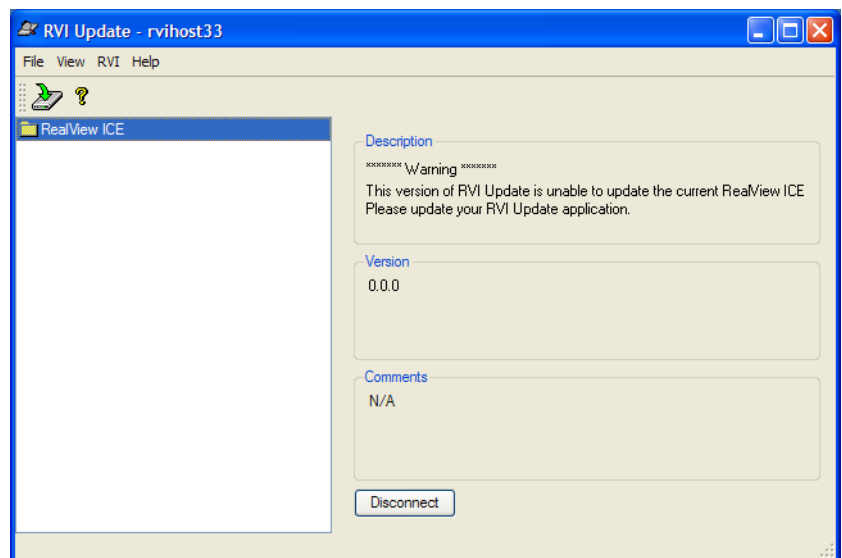 RVI Update - rvihost33
File View RVI Help
RealView ICE
Description
******* Warning *******
This version of RVI Update is unable to update the current RealView ICE
Please update your RVI Update application.
Version
0.0.0
Comments
N/A
Disconnect